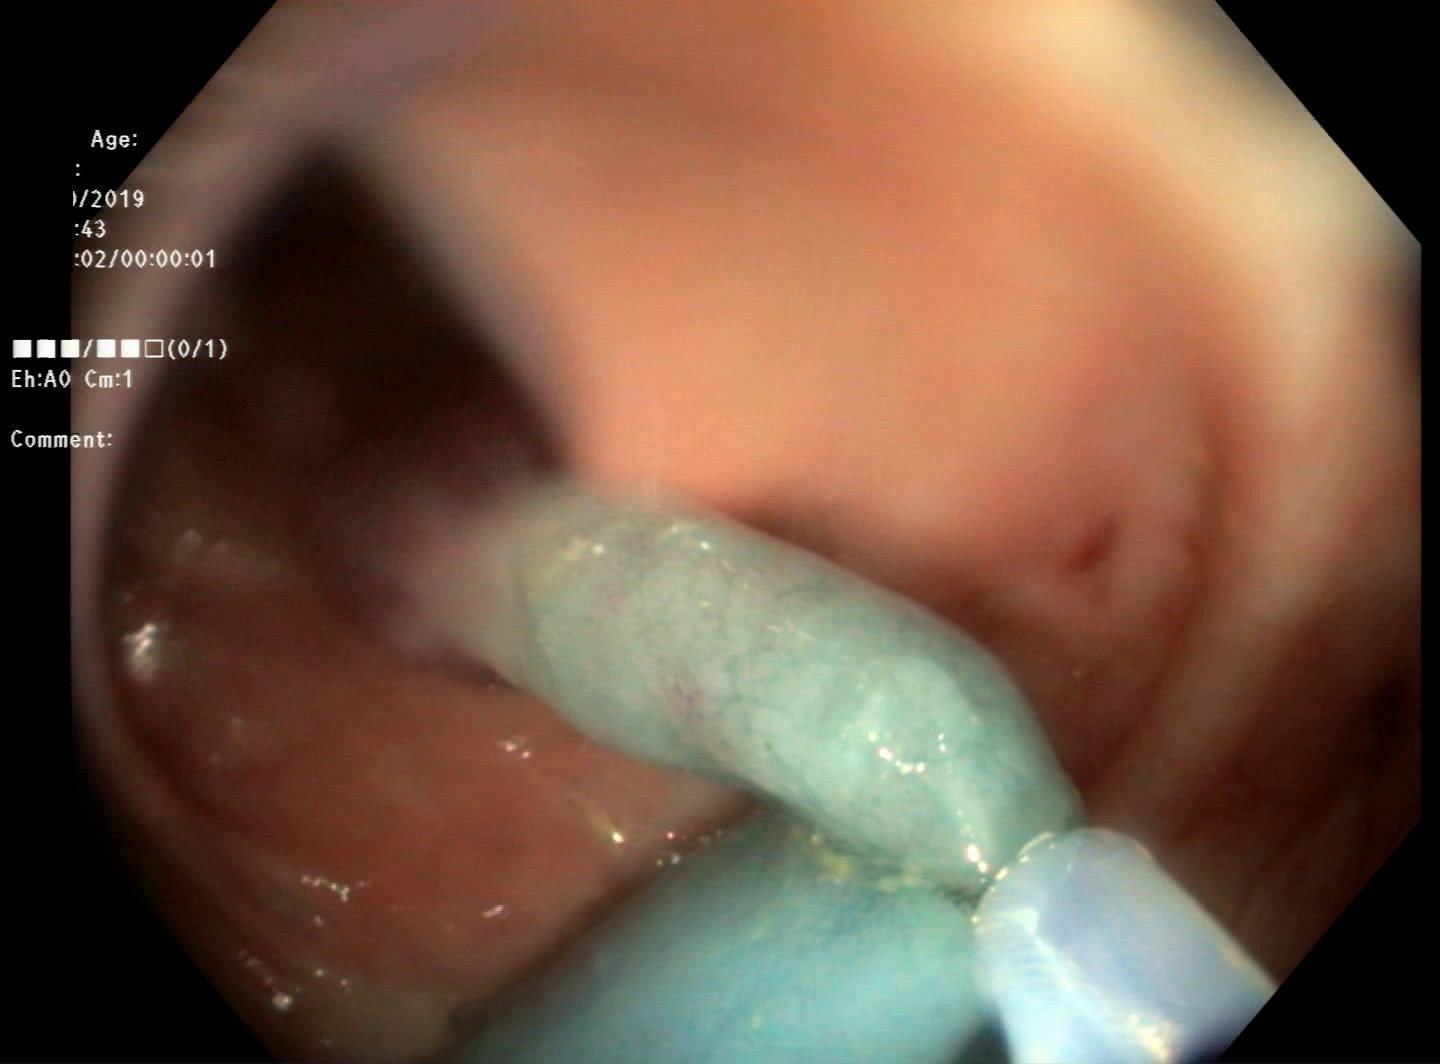 Age:
:
/2019
:43
:02/00:00:01
■■■/■■□(0/1)
Eh:A0 Cm:1
Comment: